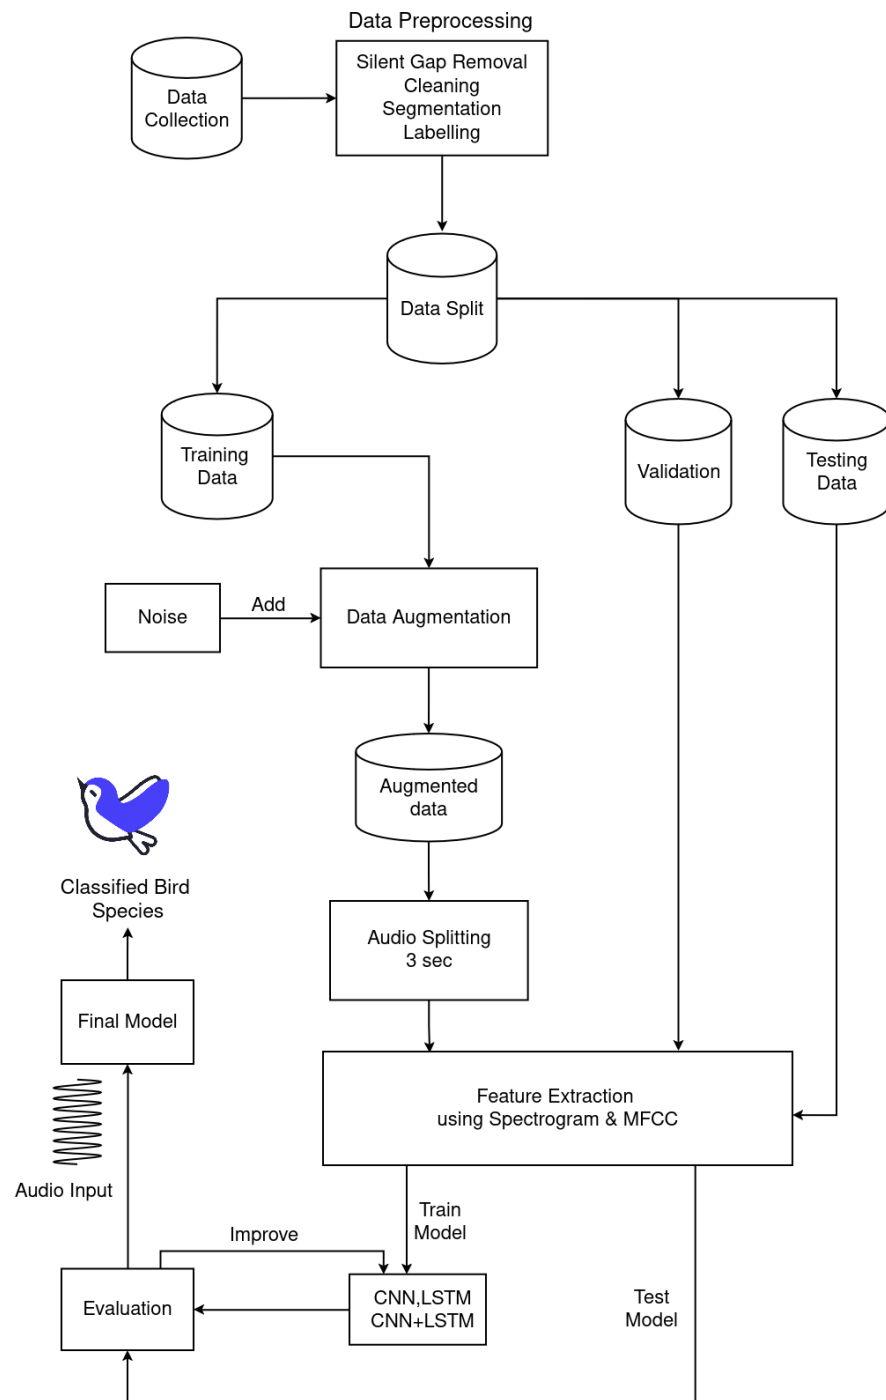 Data Preprocessing
Silent Gap Removal
Cleaning
Segmentation
Labelling
Data
Collection
Data Split
Training
Data
Validation
Testing
Data
Noise
Add
Data Augmentation
Augmented
data
Classified Bird
Species
Audio Splitting
3 sec
Final Model
Feature Extraction
using Spectrogram & MFCC
Audio Input
Train
Model
Improve
Evaluation
CNN,LSTM
CNN+LSTM
Test
Model